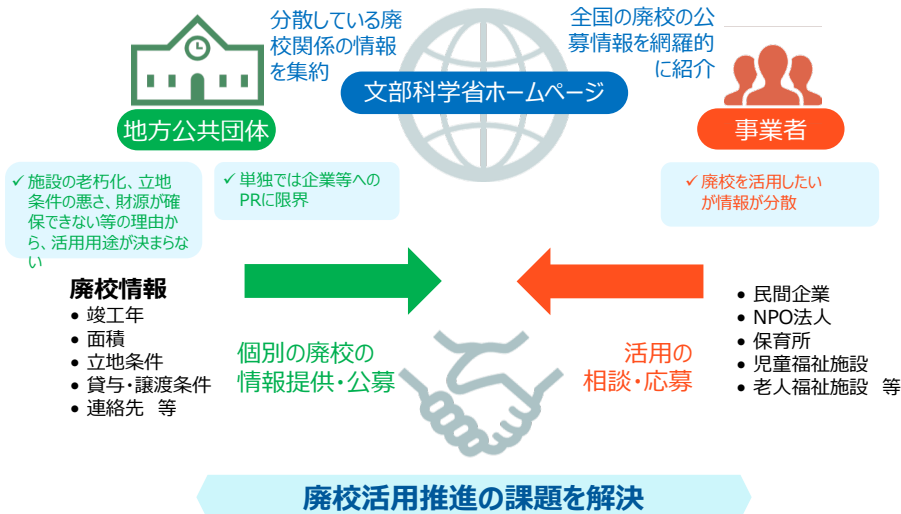 分散している廃
校関係の情報
を集約
全国の廃校の公
募情報を網羅的
に紹介
文部科学省ホームページ
地方公共団体
事業者
✓ 施設の老朽化、立地
条件の悪さ、財源が確
保できない等の理由か
ら、活用用途が決まらな
い
✓ 単独では企業等への
PRに限界
✓ 廃校を活用したい
が情報が分散
廃校情報
• 竣工年
• 面積
• 立地条件
• 貸与・譲渡条件
• 連絡先 等
個別の廃校の
情報提供・公募
活用の
相談・応募
• 民間企業
• NPO法人
• 保育所
• 児童福祉施設
• 老人福祉施設 等
廃校活用推進の課題を解決